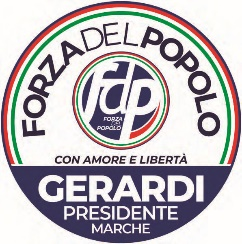 FORZA DEL POPOLO
fdp
FORZA
DEL
POPOLO
CON AMORE E LIBERTÀ
GERARDI
PRESIDENTE
MARCHE